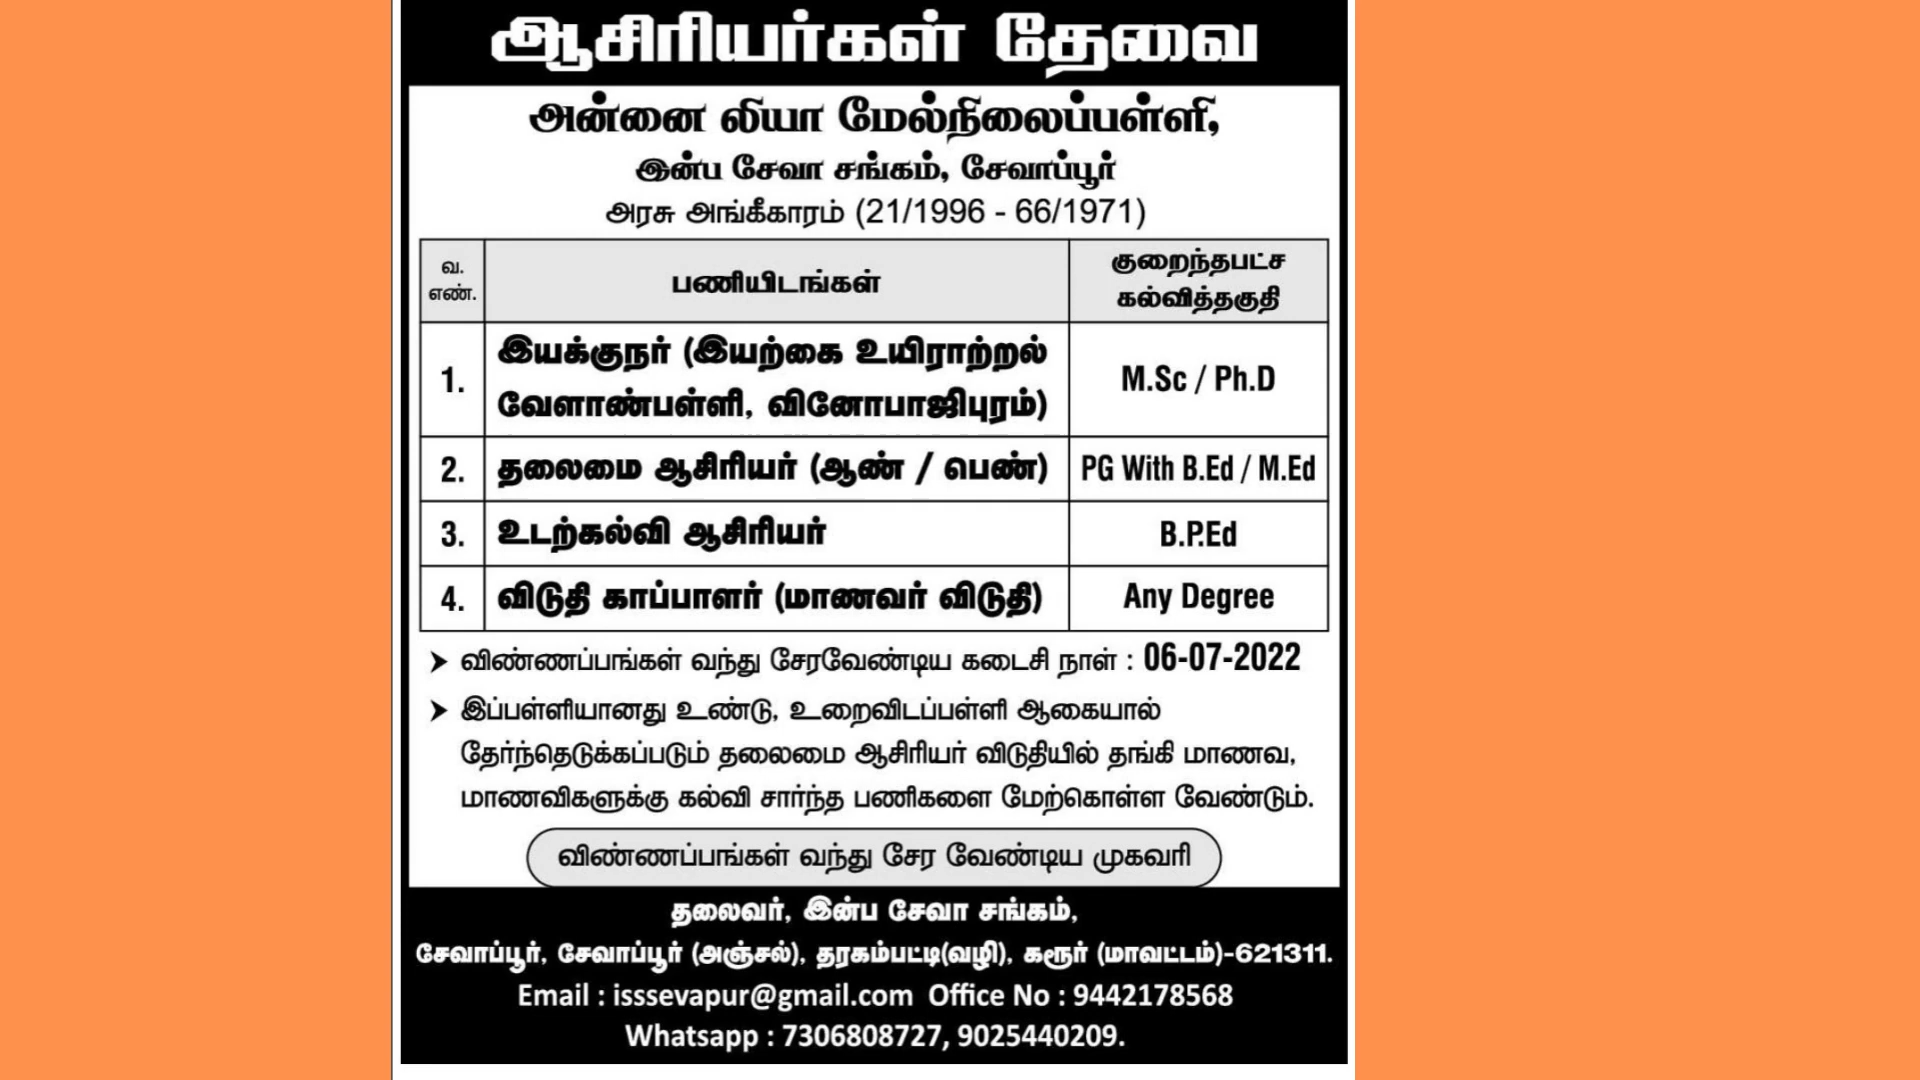 ஆசிரியர்கள் தேவை
அன்னை லியா மேல்நிலைப்பள்ளி,
இன்ப சேவா சங்கம், சேவாப்பூர்
அரசு அங்கீகாரம் (21/1996 - 66/1971)
வ. எண்.
பணியிடங்கள்
குறைந்தபட்ச
கல்வித்தகுதி
1.
இயக்குநர் (இயற்கை உயிராற்றல்
வேளாண்பள்ளி, வினோபாஜிபுரம்)
M.Sc / Ph.D
2. தலைமை ஆசிரியர் (ஆண் / பெண்) PG With B.Ed / M.Ed
3. உடற்கல்வி ஆசிரியர் B.P.Ed
4. விடுதி காப்பாளர் (மாணவர் விடுதி) Any Degree
➤ விண்ணப்பங்கள் வந்து சேரவேண்டிய கடைசி நாள் : 06-07-2022
➤ இப்பள்ளியானது உண்டு, உறைவிடப்பள்ளி ஆகையால்
தேர்ந்தெடுக்கப்படும் தலைமை ஆசிரியர் விடுதியில் தங்கி மாணவ,
மாணவிகளுக்கு கல்வி சார்ந்த பணிகளை மேற்கொள்ள வேண்டும்.
விண்ணப்பங்கள் வந்து சேர வேண்டிய முகவரி
தலைவர், இன்ப சேவா சங்கம்,
சேவாப்பூர், சேவாப்பூர் (அஞ்சல்), தரகம்பட்டி(வழி), கரூர் (மாவட்டம்)-621311.
Email : isssevapur@gmail.com Office No : 9442178568
Whatsapp : 7306808727, 9025440209.